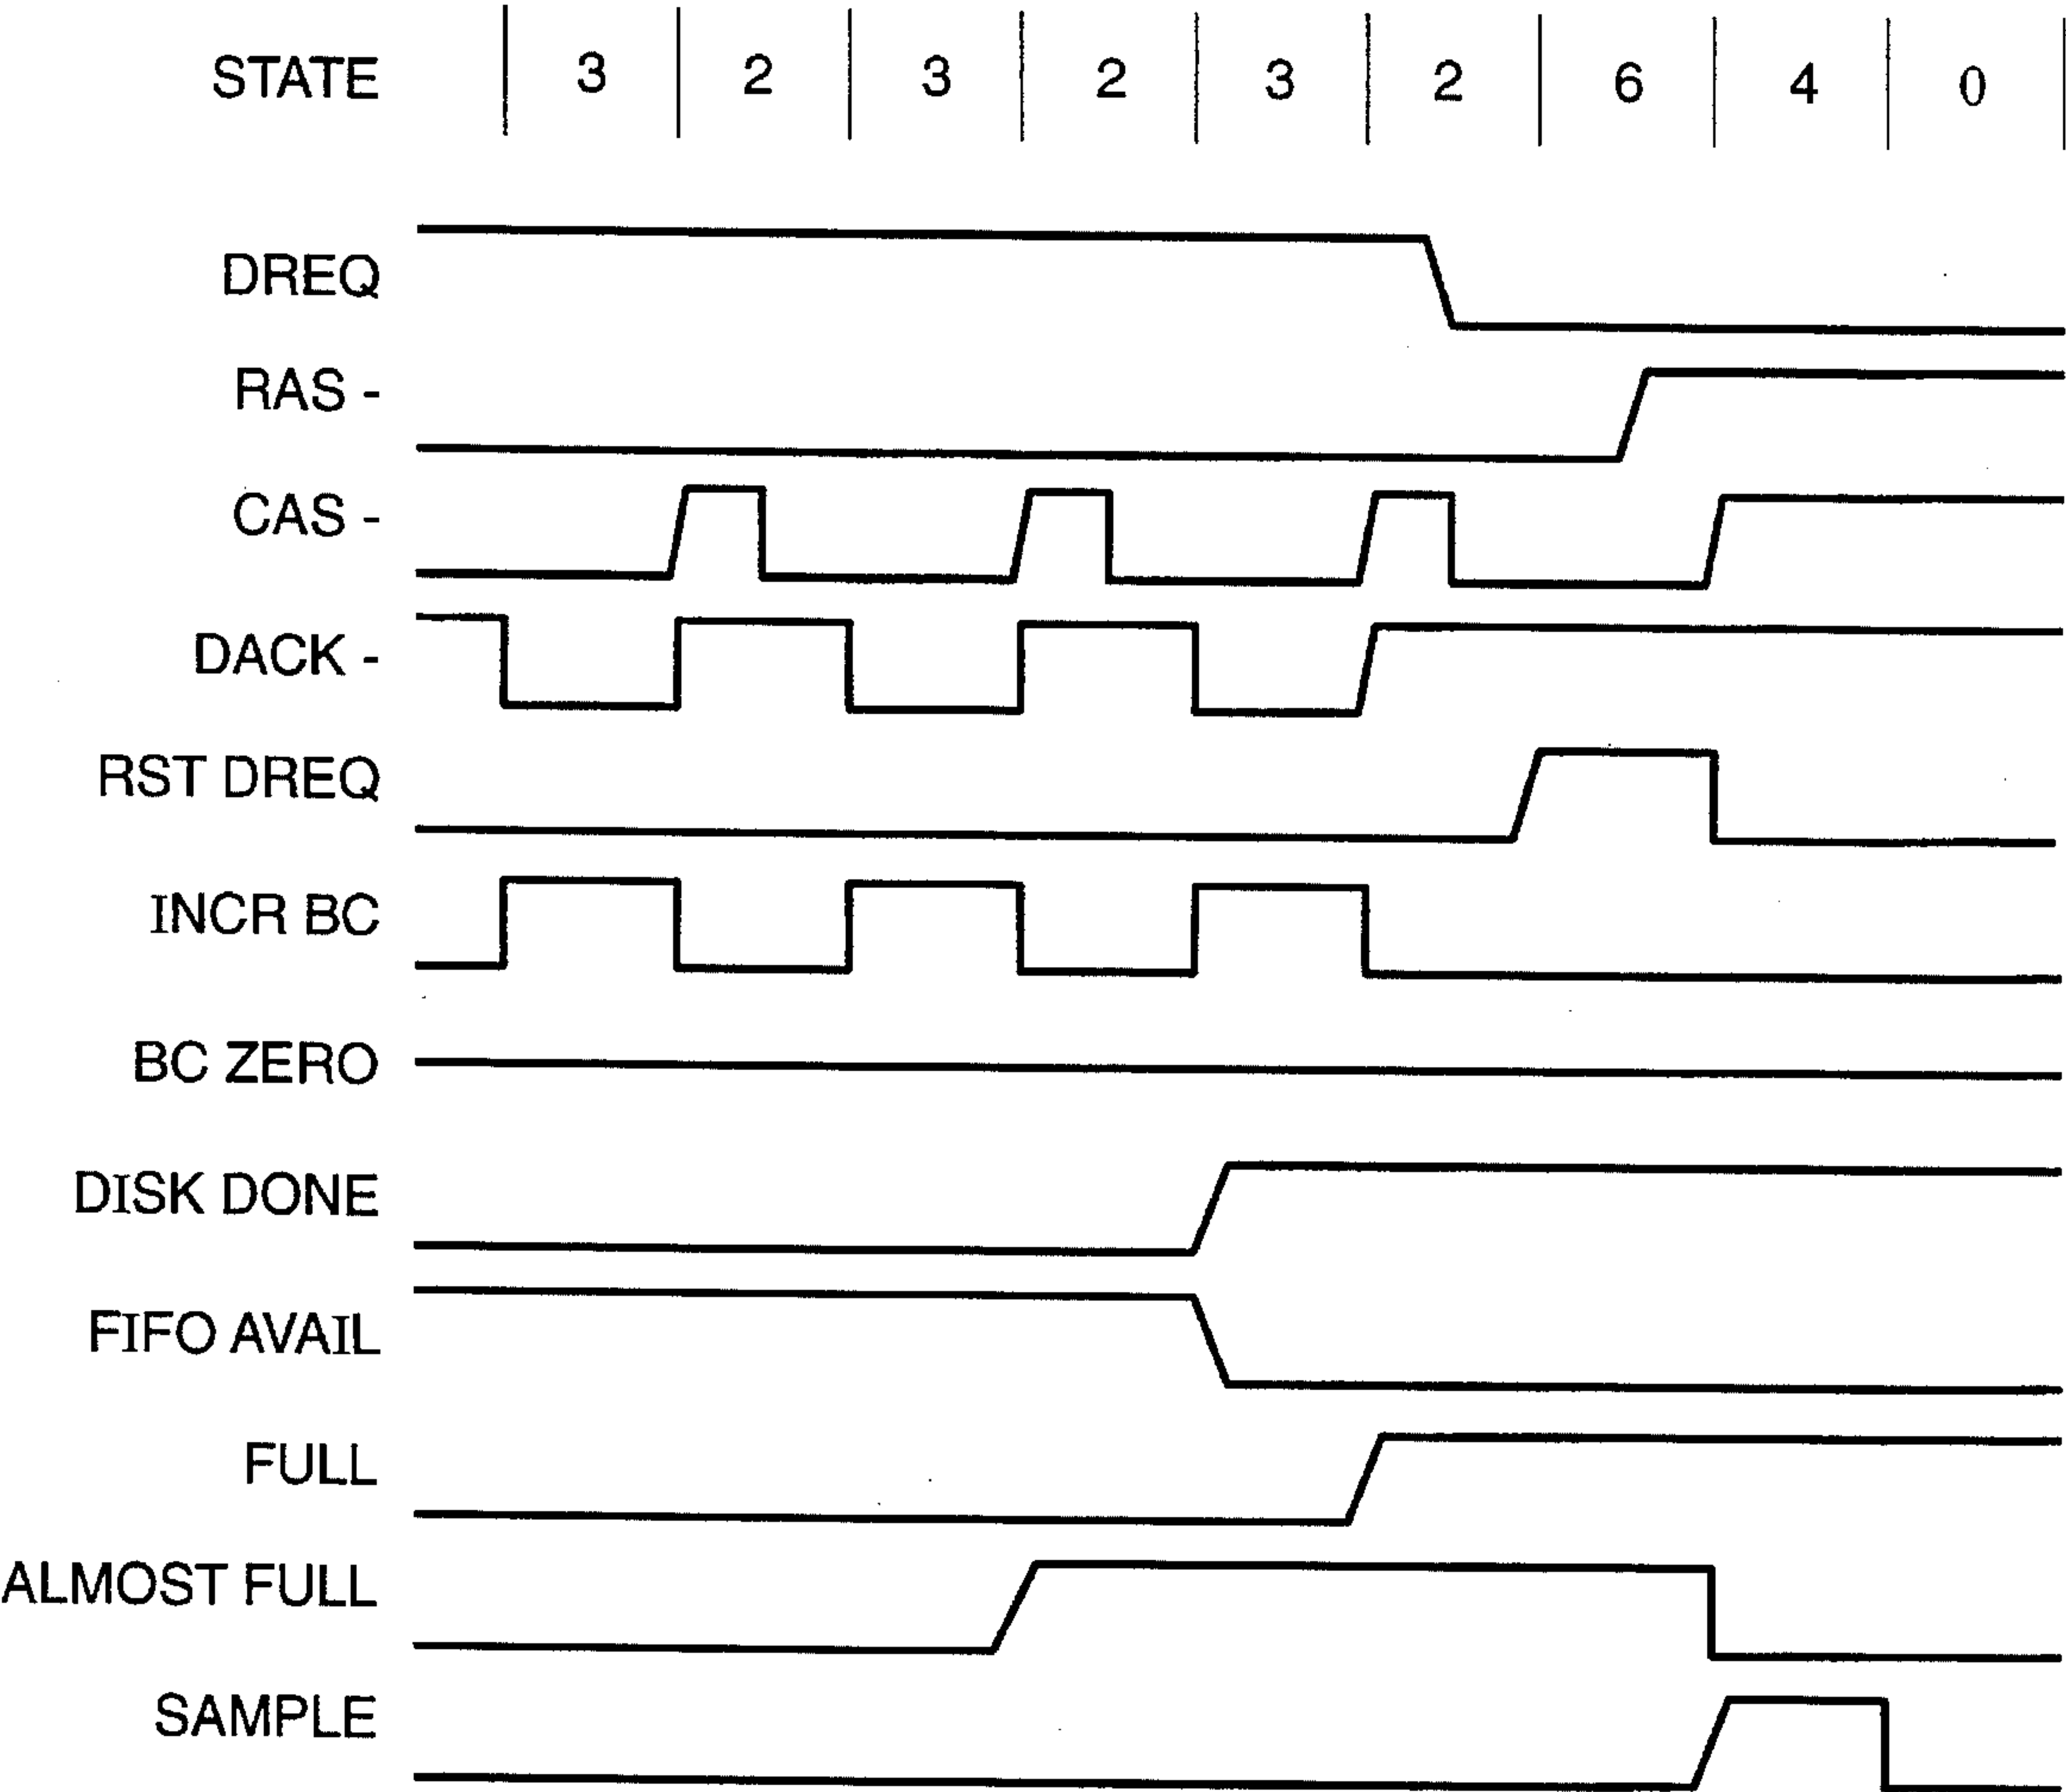 STATE 3 2 3 2 3 2 6 4 0
DREQ
RAS -
CAS -
DACK -
RST DREQ
INCR BC
BC ZERO
DISK DONE
FIFO AVAIL
FULL
ALMOST FULL
SAMPLE